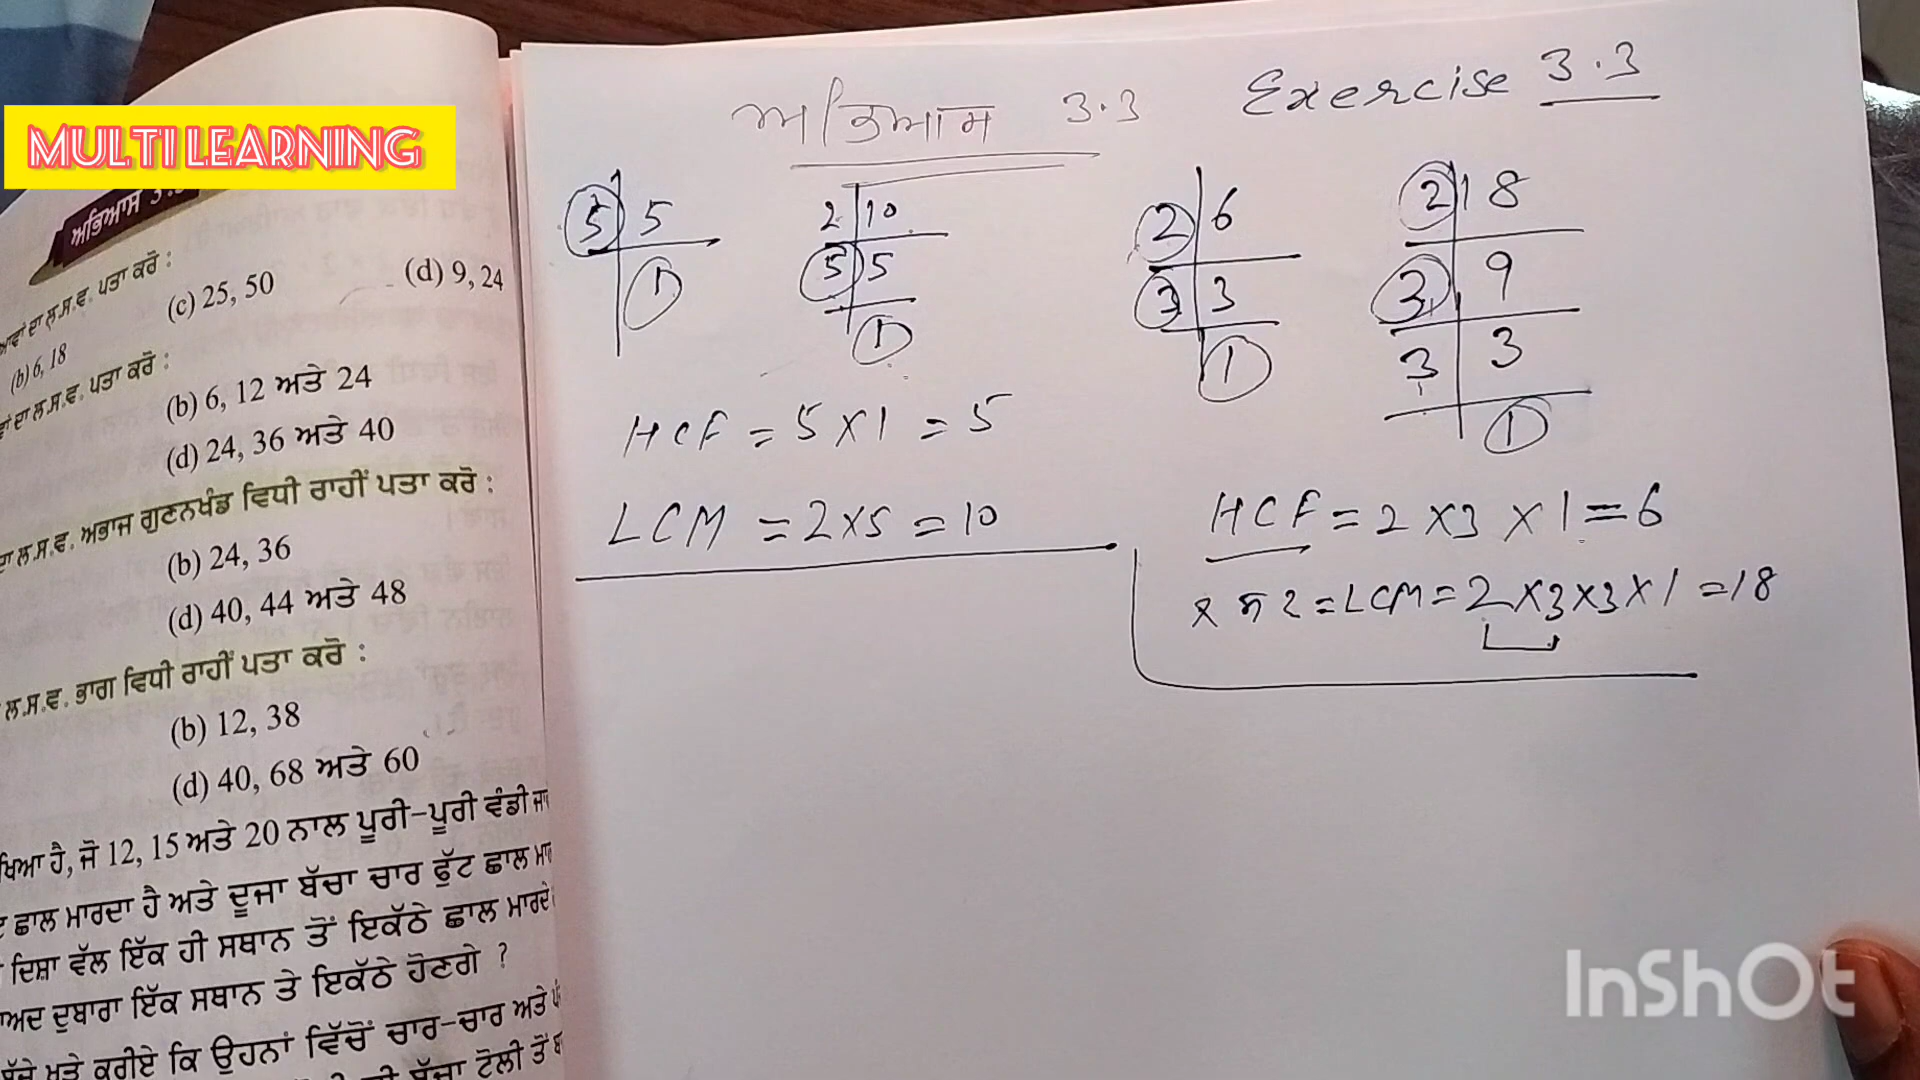 MULTI LEARNING
ਅਭਿਆਸ 3.3
ਦਾ ਲ.ਸ.ਵ. ਪਤਾ ਕਰੋ :
(c) 25, 50 (d) 9, 24
(b) 6, 18
ਦਾ ਲ.ਸ.ਵ. ਪਤਾ ਕਰੋ :
(b) 6, 12 ਅਤੇ 24
(d) 24, 36 ਅਤੇ 40
ਲ.ਸ.ਵ. ਅਭਾਜ ਗੁਣਨਖੰਡ ਵਿਧੀ ਰਾਹੀਂ ਪਤਾ ਕਰੋ :
(b) 24, 36
(d) 40, 44 ਅਤੇ 48
ਲ.ਸ.ਵ. ਭਾਗ ਵਿਧੀ ਰਾਹੀਂ ਪਤਾ ਕਰੋ :
(b) 12, 38
(d) 40, 68 ਅਤੇ 60
ਹੈ, ਜੋ 12, 15 ਅਤੇ 20 ਨਾਲ ਪੂਰੀ-ਪੂਰੀ ਵੰਡੀ
ਛਾਲ ਮਾਰਦਾ ਹੈ ਅਤੇ ਦੂਜਾ ਬੱਚਾ ਚਾਰ ਫੁੱਟ ਛਾਲ
ਦਿਸ਼ਾ ਵੱਲ ਇੱਕ ਹੀ ਸਥਾਨ ਤੋਂ ਇਕੱਠੇ ਛਾਲ ਮਾਰਦੇ
ਦੁਬਾਰਾ ਇੱਕ ਸਥਾਨ ਤੇ ਇਕੱਠੇ ਹੋਣਗੇ ?
ਖੜੇ ਕਰੀਏ ਕਿ ਉਹਨਾਂ ਵਿੱਚੋਂ ਚਾਰ-ਚਾਰ ਅਤੇ
ਬੱਚਾ ਟੋਲੀ ਤੋਂ
ਅਭਿਆਸ 3.3 Exercise 3.3
5 5
1
2 10
5 5
1
HCF = 5 X 1 = 5
LCM = 2 X 5 = 10
2 6
3 3
1
2 18
3 9
3 3
1
HCF = 2 X 3 X 1 = 6
= LCM = 2 X 3 X 3 X 1 = 18
InShOt